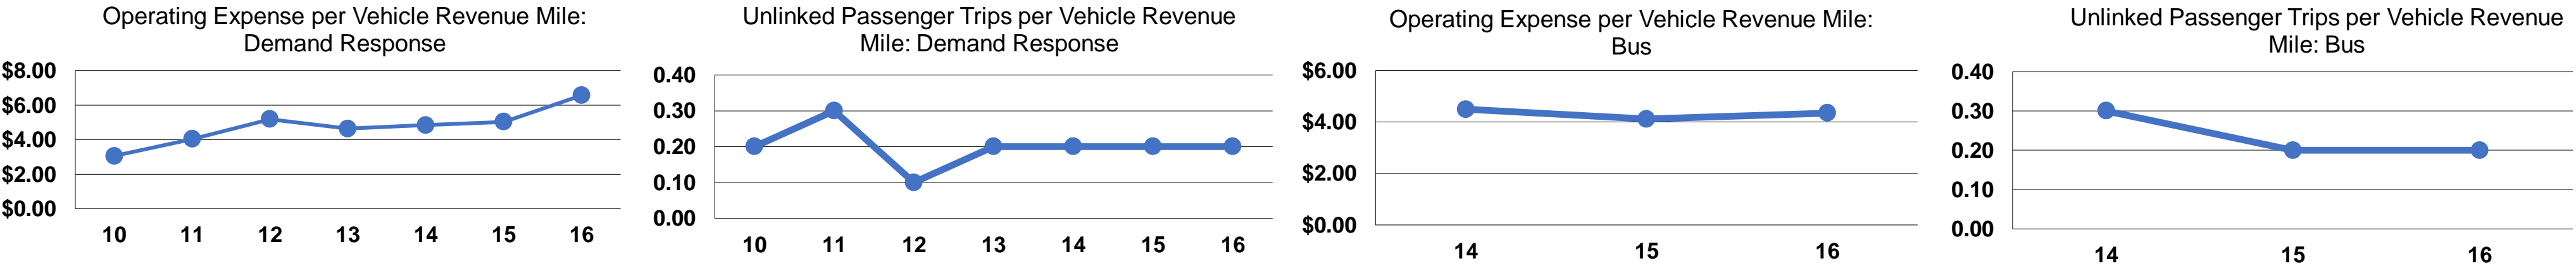 Operating Expense per Vehicle Revenue Mile:
Demand Response
$8.00
$6.00
$4.00
$2.00
$0.00
10 11 12 13 14 15 16
Unlinked Passenger Trips per Vehicle Revenue
Mile: Demand Response
0.40
0.30
0.20
0.10
0.00
10 11 12 13 14 15 16
Operating Expense per Vehicle Revenue Mile:
Bus
$6.00
$4.00
$2.00
$0.00
14 15 16
Unlinked Passenger Trips per Vehicle Revenue
Mile: Bus
0.40
0.30
0.20
0.10
0.00
14 15 16